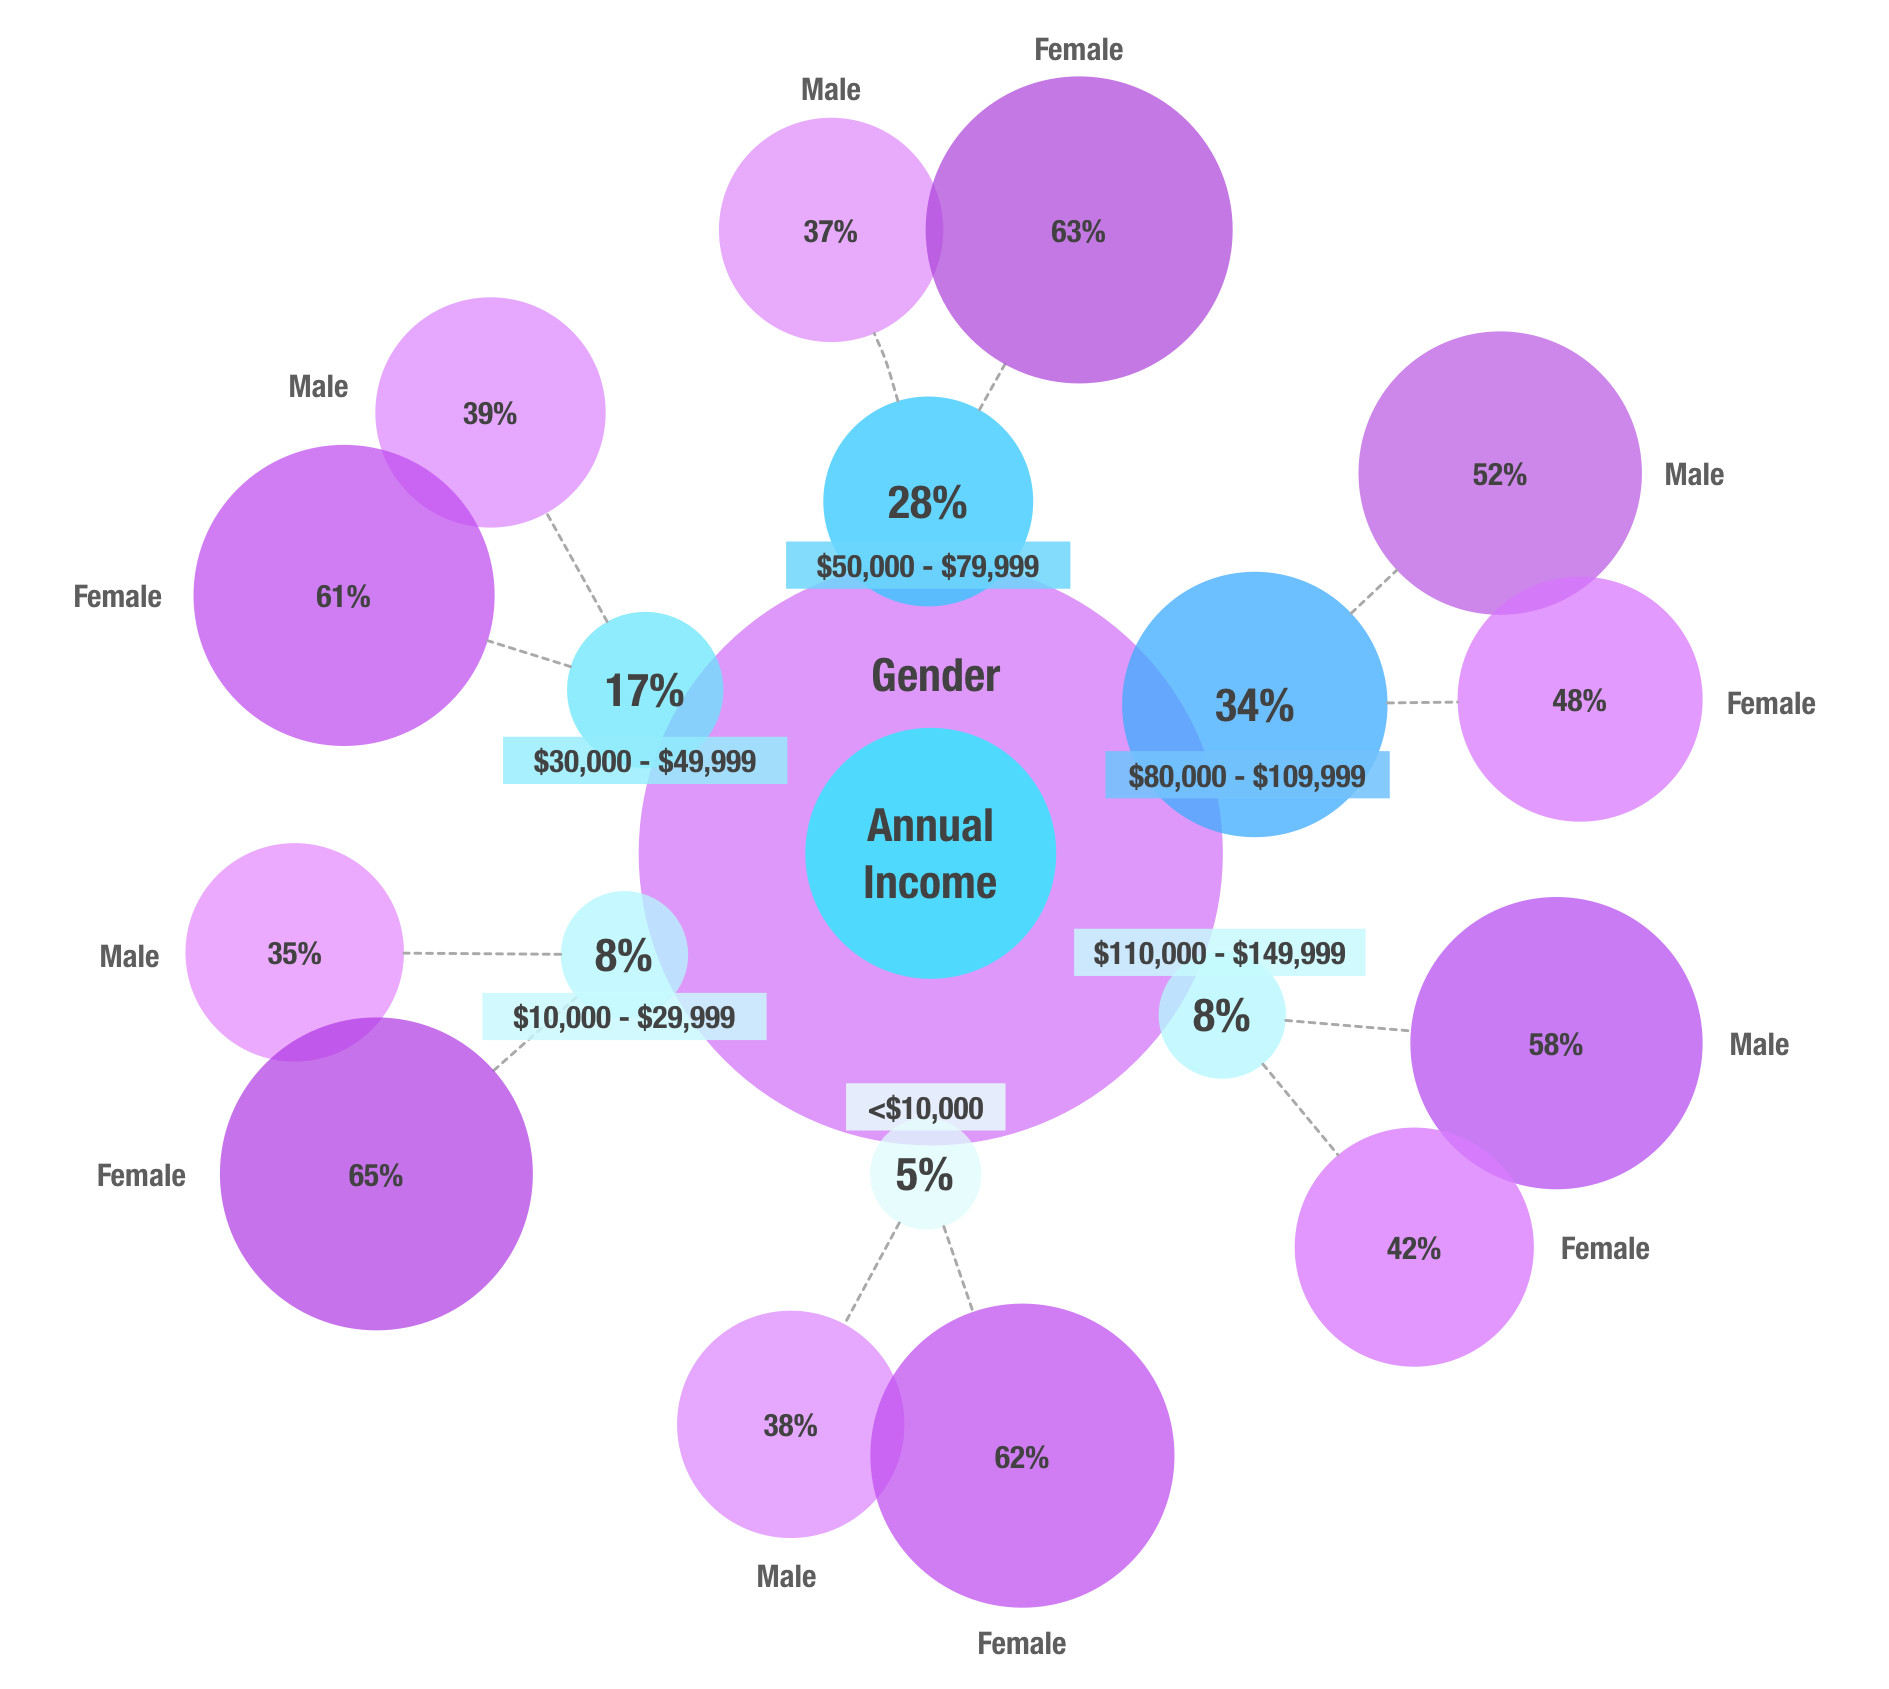 Female
Male
37%
63%
Male
39%
Female
61%
28%
$50,000 - $79,999
52%
Male
48%
Female
34%
$80,000 - $109,999
17%
$30,000 - $49,999
Gender
Annual
Income
Male
35%
8%
$10,000 - $29,999
Female
65%
$110,000 - $149,999
8%
58%
Male
42%
Female
<$10,000
5%
38%
Male
62%
Female